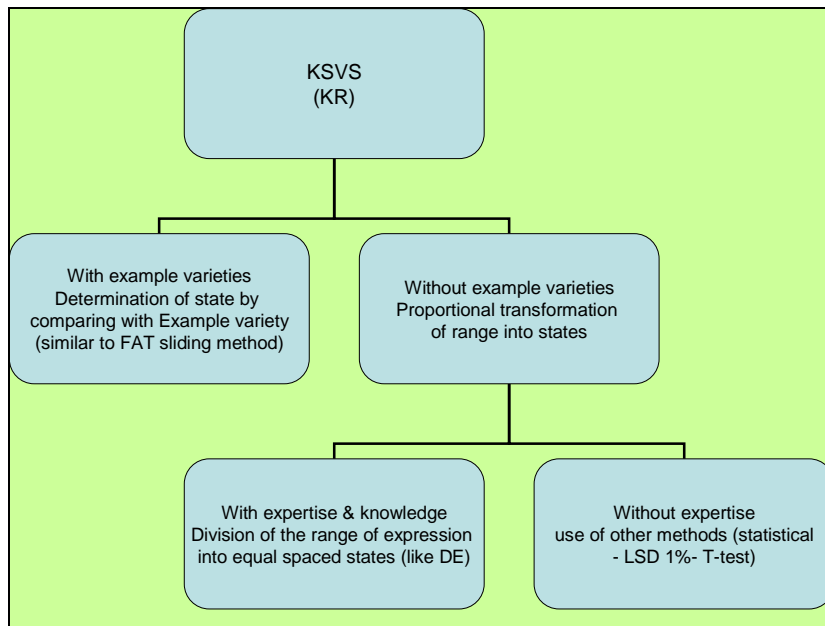 KSVS
(KR)
With example varieties
Determination of state by
comparing with Example variety
(similar to FAT sliding method)
Without example varieties
Proportional transformation
of range into states
With expertise & knowledge
Division of the range of expression
into equal spaced states (like DE)
Without expertise
use of other methods (statistical
- LSD 1%- T-test)